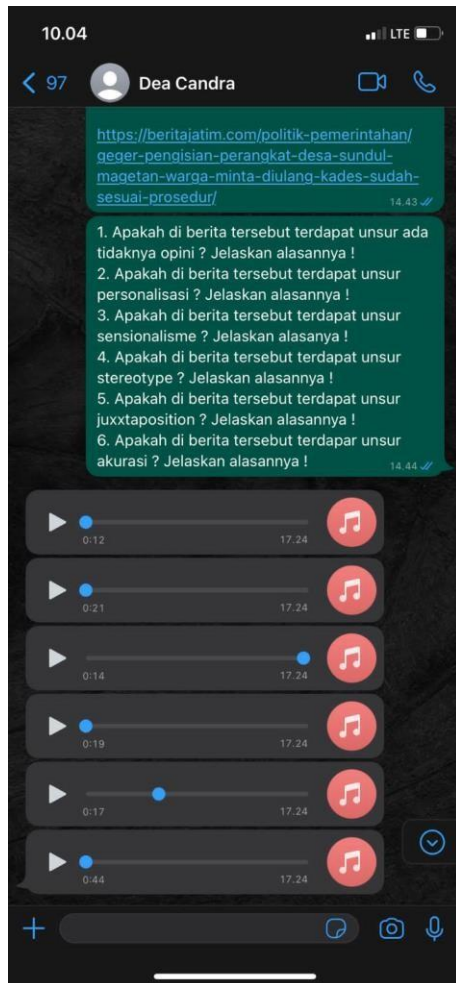 10.04
LTE
97
Dea Candra
https://beritajatim.com/politik-pemerintahan/
geger-pengisian-perangkat-desa-sundul-
magetan-warga-minta-diulang-kades-sudah-
sesuai-prosedur/
14.43
1. Apakah di berita tersebut terdapat unsur ada
tidaknya opini ? Jelaskan alasannya !
2. Apakah di berita tersebut terdapat unsur
personalisasi ? Jelaskan alasannya !
3. Apakah di berita tersebut terdapat unsur
sensionalisme ? Jelaskan alasanya !
4. Apakah di berita tersebut terdapat unsur
stereotype ? Jelaskan alasannya !
5. Apakah di berita tersebut terdapat unsur
juxxtaposition ? Jelaskan alasannya !
6. Apakah di berita tersebut terdapar unsur
akurasi ? Jelaskan alasannya !
14.44
0:12 17.24
0:21 17.24
0:14 17.24
0:19 17.24
0:17 17.24
0:44 17.24